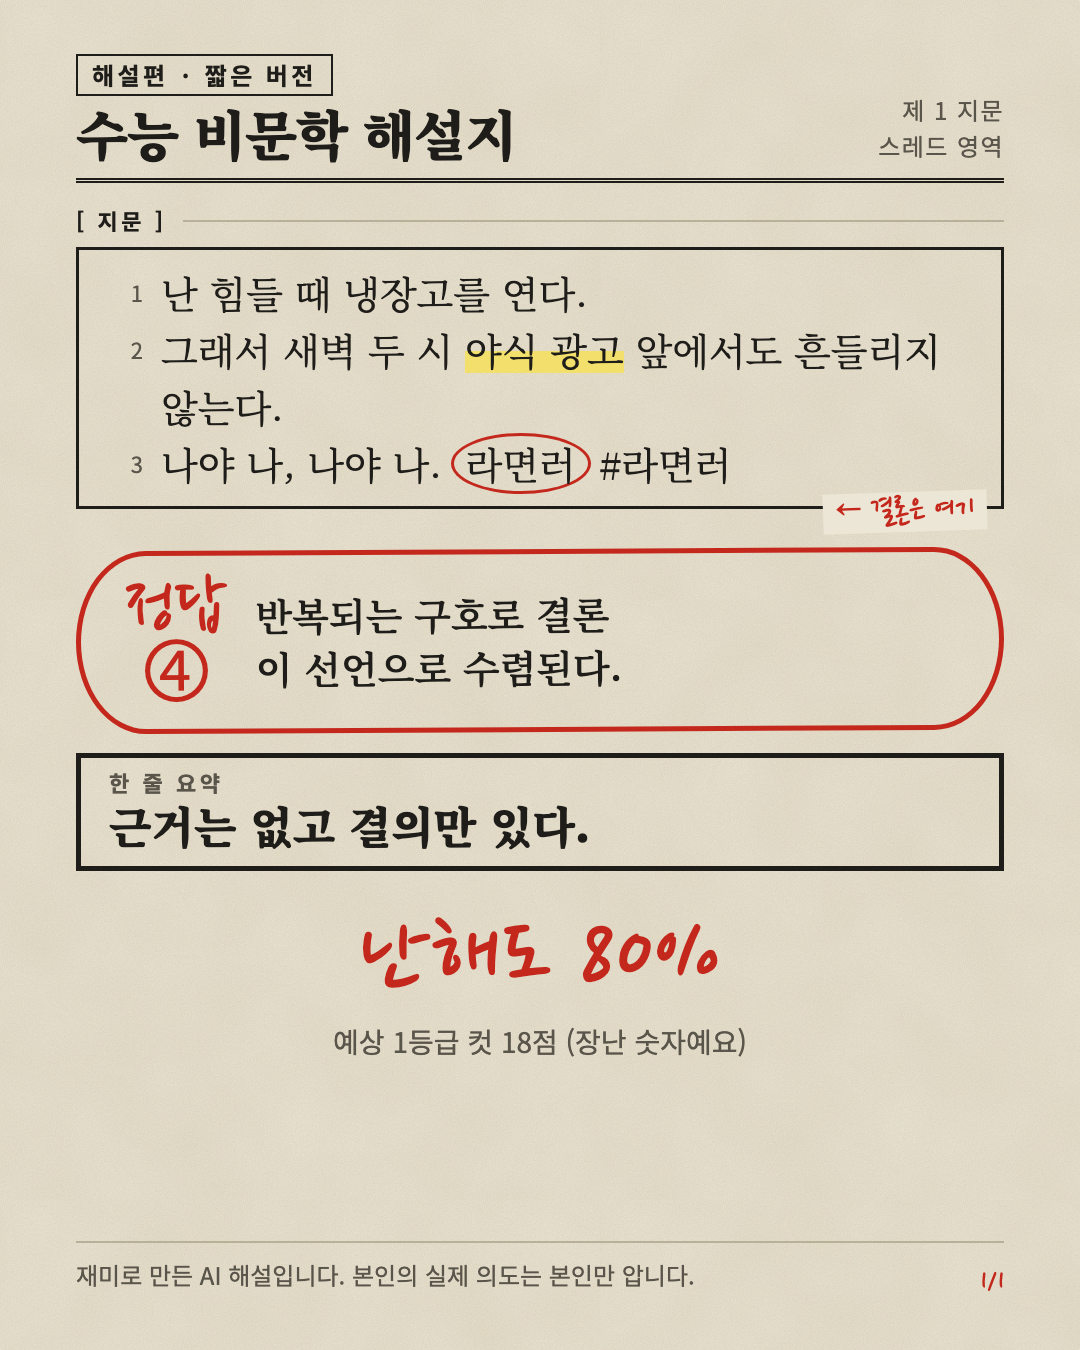 해설편 · 짧은 버전
수능 비문학 해설지
제 1 지문
스레드 영역
[ 지문 ]
1 난 힘들 때 냉장고를 연다.
2 그래서 새벽 두 시 야식 광고 앞에서도 흔들리지
않는다.
3 나야 나, 나야 나. 라면러 #라면러
← 결론은 여기
정답
④
반복되는 구호로 결론
이 선언으로 수렴된다.
한 줄 요약
근거는 없고 결의만 있다.
난해도 80%
예상 1등급 컷 18점 (장난 숫자예요)
재미로 만든 AI 해설입니다. 본인의 실제 의도는 본인만 압니다.
1/1